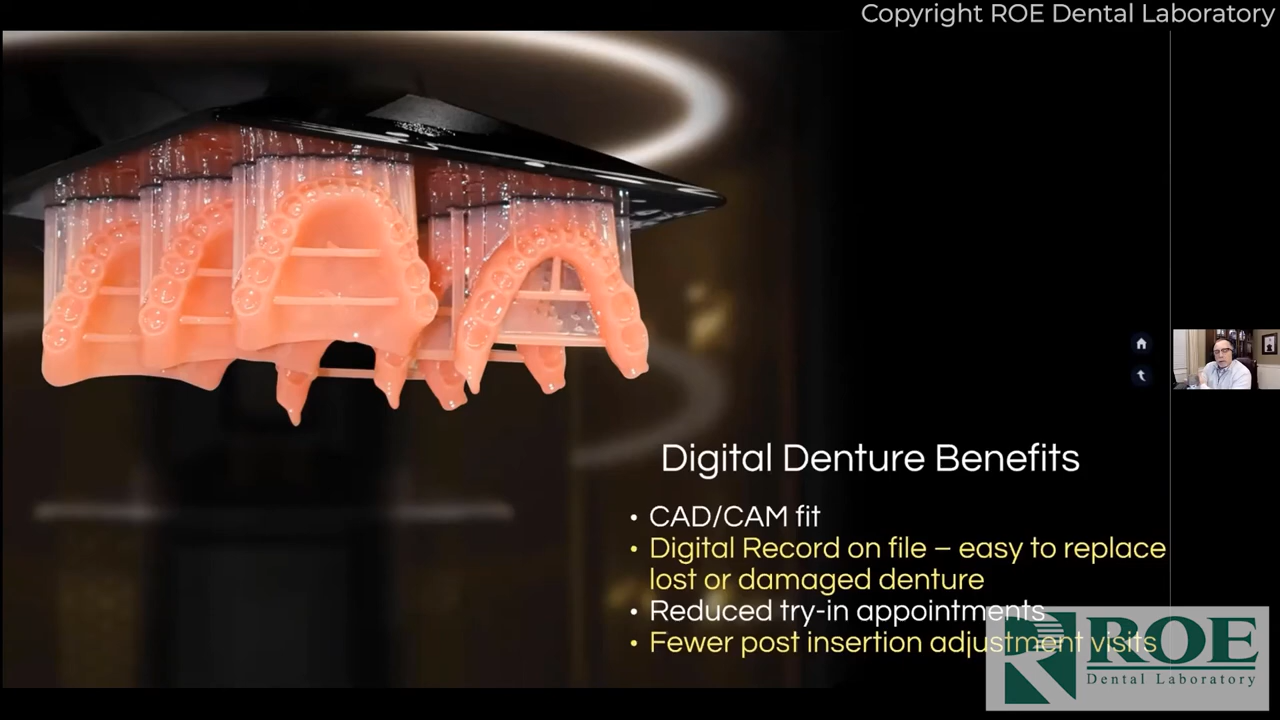 Copyright ROE Dental Laboratory
Digital Denture Benefits
• CAD/CAM fit
• Digital Record on file – easy to replace
lost or damaged denture
• Reduced try-in appointments
• Fewer post insertion adjustment visits
ROE
Dental Laboratory